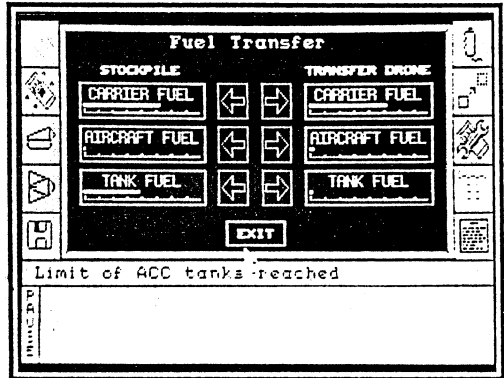 Fuel Transfer
STOCKPILE TRANSFER DRONE
CARRIER FUEL CARRIER FUEL
AIRCRAFT FUEL AIRCRAFT FUEL
TANK FUEL TANK FUEL
EXIT
Limit of ACC tanks reached
PAUSE